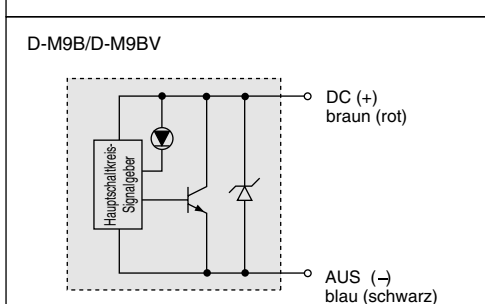 D-M9B/D-M9BV
DC (+)
braun (rot)
Hauptschaltkreis-
Signalgeber
AUS (–)
blau (schwarz)